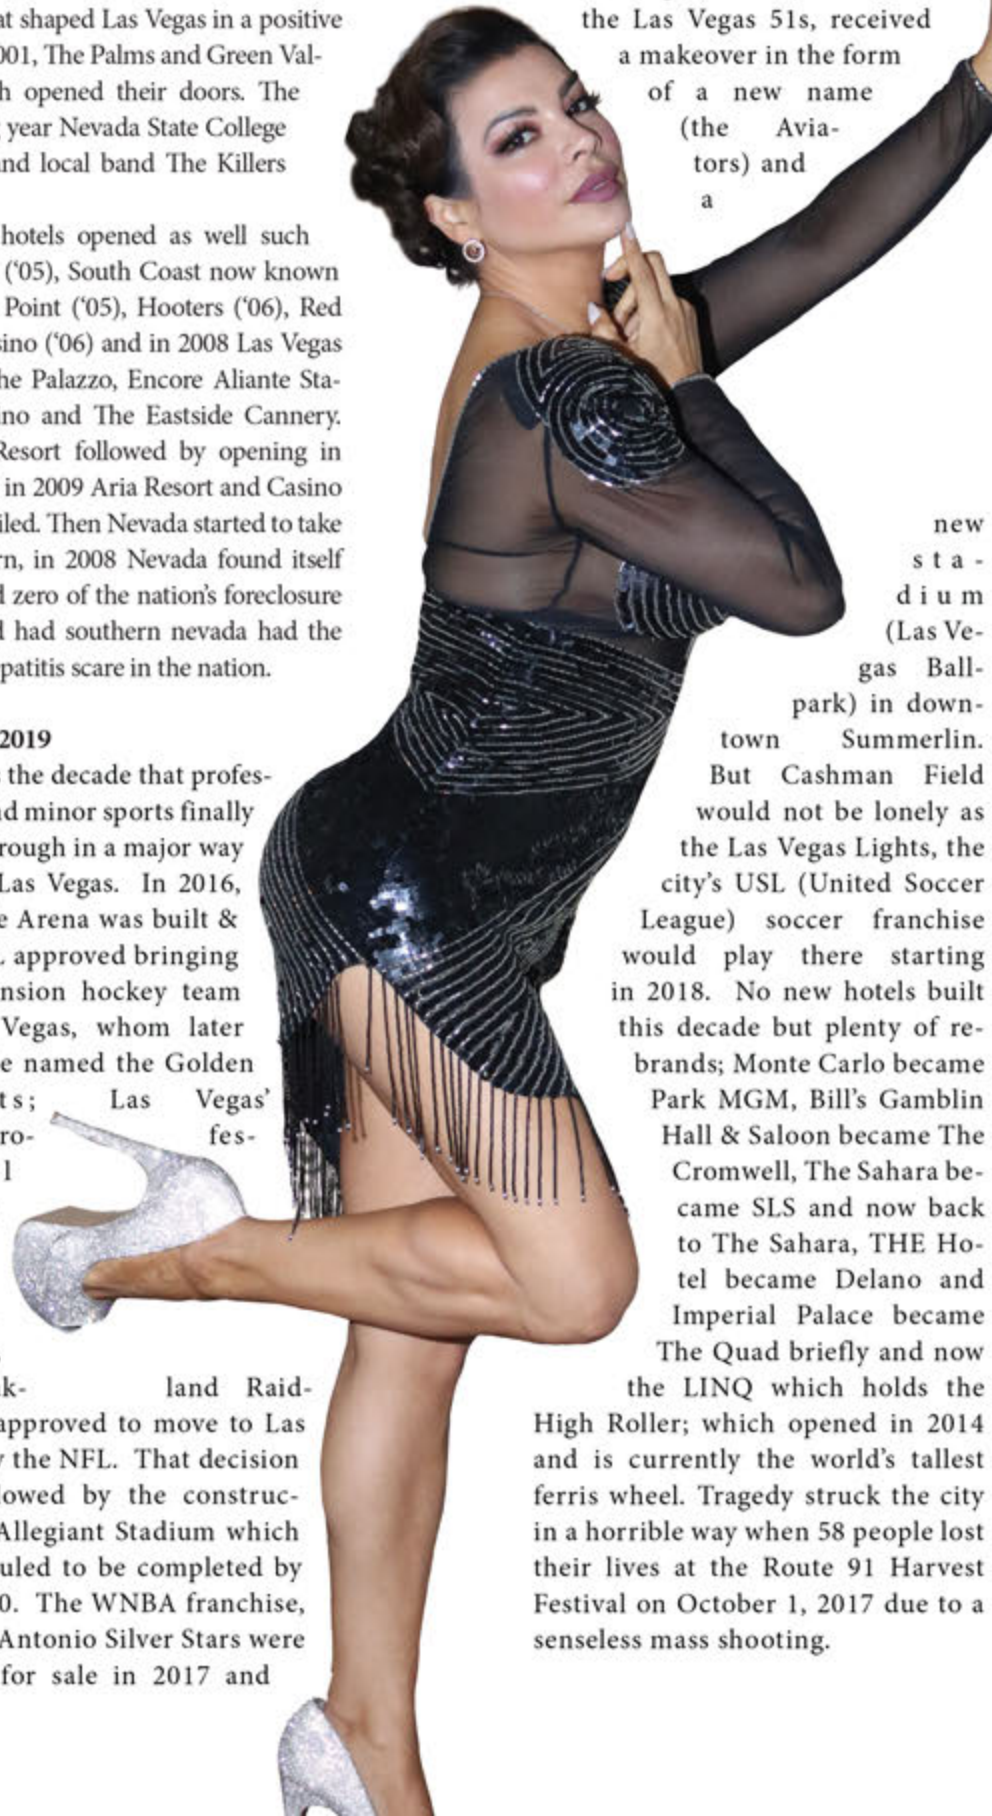 at shaped Las Vegas in a positive
001, The Palms and Green Val-
h opened their doors. The
year Nevada State College
nd local band The Killers
hotels opened as well such
('05), South Coast now known
Point ('05), Hooters ('06), Red
sino ('06) and in 2008 Las Vegas
he Palazzo, Encore Aliante Sta-
no and The Eastside Cannery.
Resort followed by opening in
in 2009 Aria Resort and Casino
iled. Then Nevada started to take
rn, in 2008 Nevada found itself
d zero of the nation's foreclosure
d had southern nevada had the
patitis scare in the nation.
2019
the decade that profes-
nd minor sports finally
rough in a major way
Las Vegas. In 2016,
e Arena was built &
L approved bringing
nsion hockey team
Vegas, whom later
e named the Golden
ts; Las Vegas'
ro- fes-
l
k- land Raid-
approved to move to Las
y the NFL. That decision
lowed by the construc-
Allegiant Stadium which
uled to be completed by
0. The WNBA franchise,
Antonio Silver Stars were
for sale in 2017 and
the Las Vegas 51s, received
a makeover in the form
of a new name
(the Avia-
tors) and
a
new
sta-
dium
(Las Ve-
gas Ball-
park) in down-
town Summerlin.
But Cashman Field
would not be lonely as
the Las Vegas Lights, the
city's USL (United Soccer
League) soccer franchise
would play there starting
in 2018. No new hotels built
this decade but plenty of re-
brands; Monte Carlo became
Park MGM, Bill's Gamblin
Hall & Saloon became The
Cromwell, The Sahara be-
came SLS and now back
to The Sahara, THE Ho-
tel became Delano and
Imperial Palace became
The Quad briefly and now
the LINQ which holds the
High Roller; which opened in 2014
and is currently the world's tallest
ferris wheel. Tragedy struck the city
in a horrible way when 58 people lost
their lives at the Route 91 Harvest
Festival on October 1, 2017 due to a
senseless mass shooting.